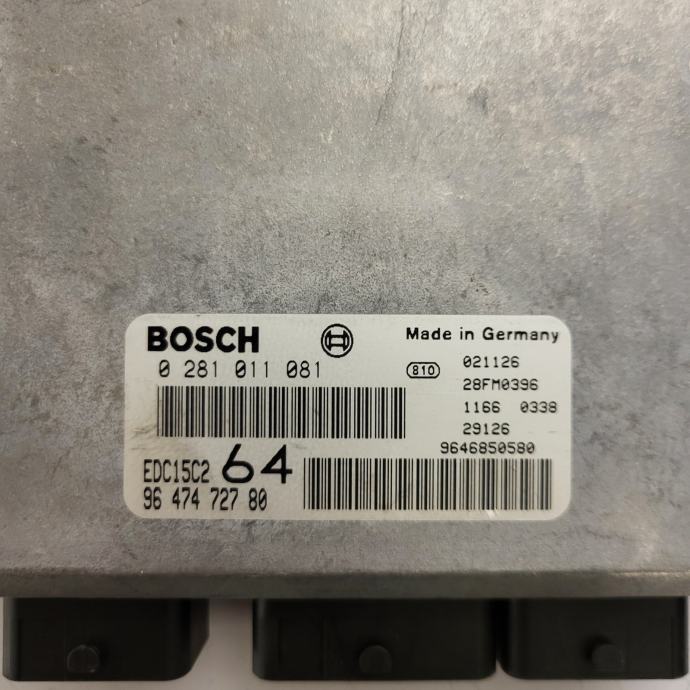 BOSCH
Made in Germany
0 281 011 081
810
021126
28FM0396
1166 0338
29126
9646850580
EDC15C2 64
96 474 727 80